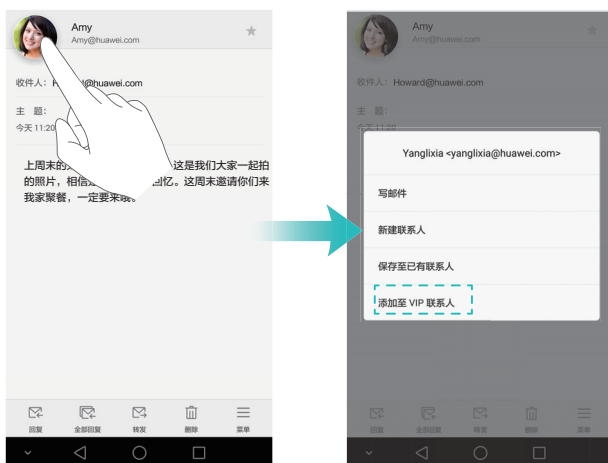 Amy
Amy@huawei.com
收件人：H d@huawei.com
主 题：
今天 11:20
上周末的 这是我们大家一起拍
的照片，相信 回忆。这周末邀请你们来
我家聚餐，一定要来哦。
回复
全部回复
转发
删除
菜单
Amy
Amy@huawei.com
收件人：Howard@huawei.com
主 题：
今天 11:20
Yanglixia <yanglixia@huawei.com>
写邮件
新建联系人
保存至已有联系人
添加至 VIP 联系人
回复
全部回复
转发
删除
菜单